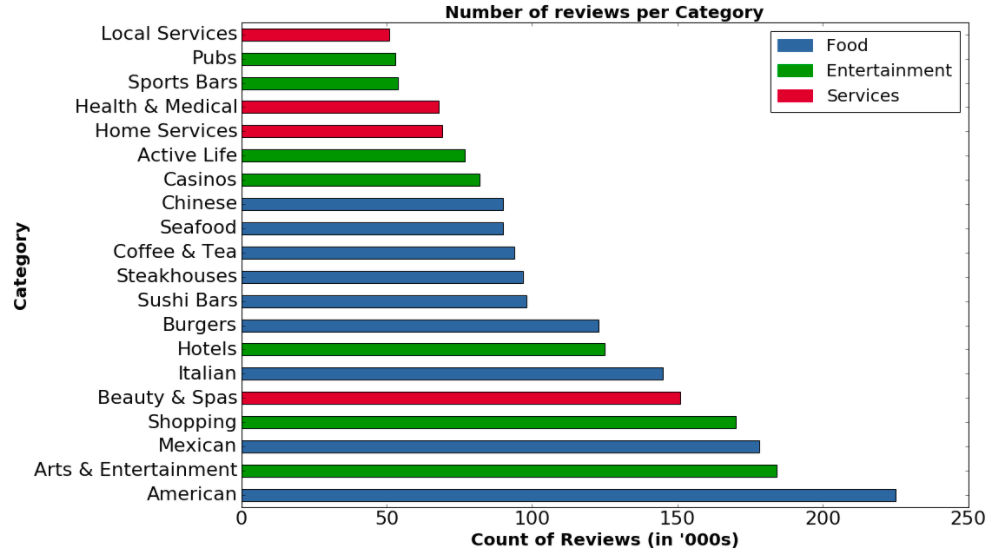 Number of reviews per Category
Food
Entertainment
Services
Category
Local Services
Pubs
Sports Bars
Health & Medical
Home Services
Active Life
Casinos
Chinese
Seafood
Coffee & Tea
Steakhouses
Sushi Bars
Burgers
Hotels
Italian
Beauty & Spas
Shopping
Mexican
Arts & Entertainment
American
0 50 100 150 200 250
Count of Reviews (in '000s)